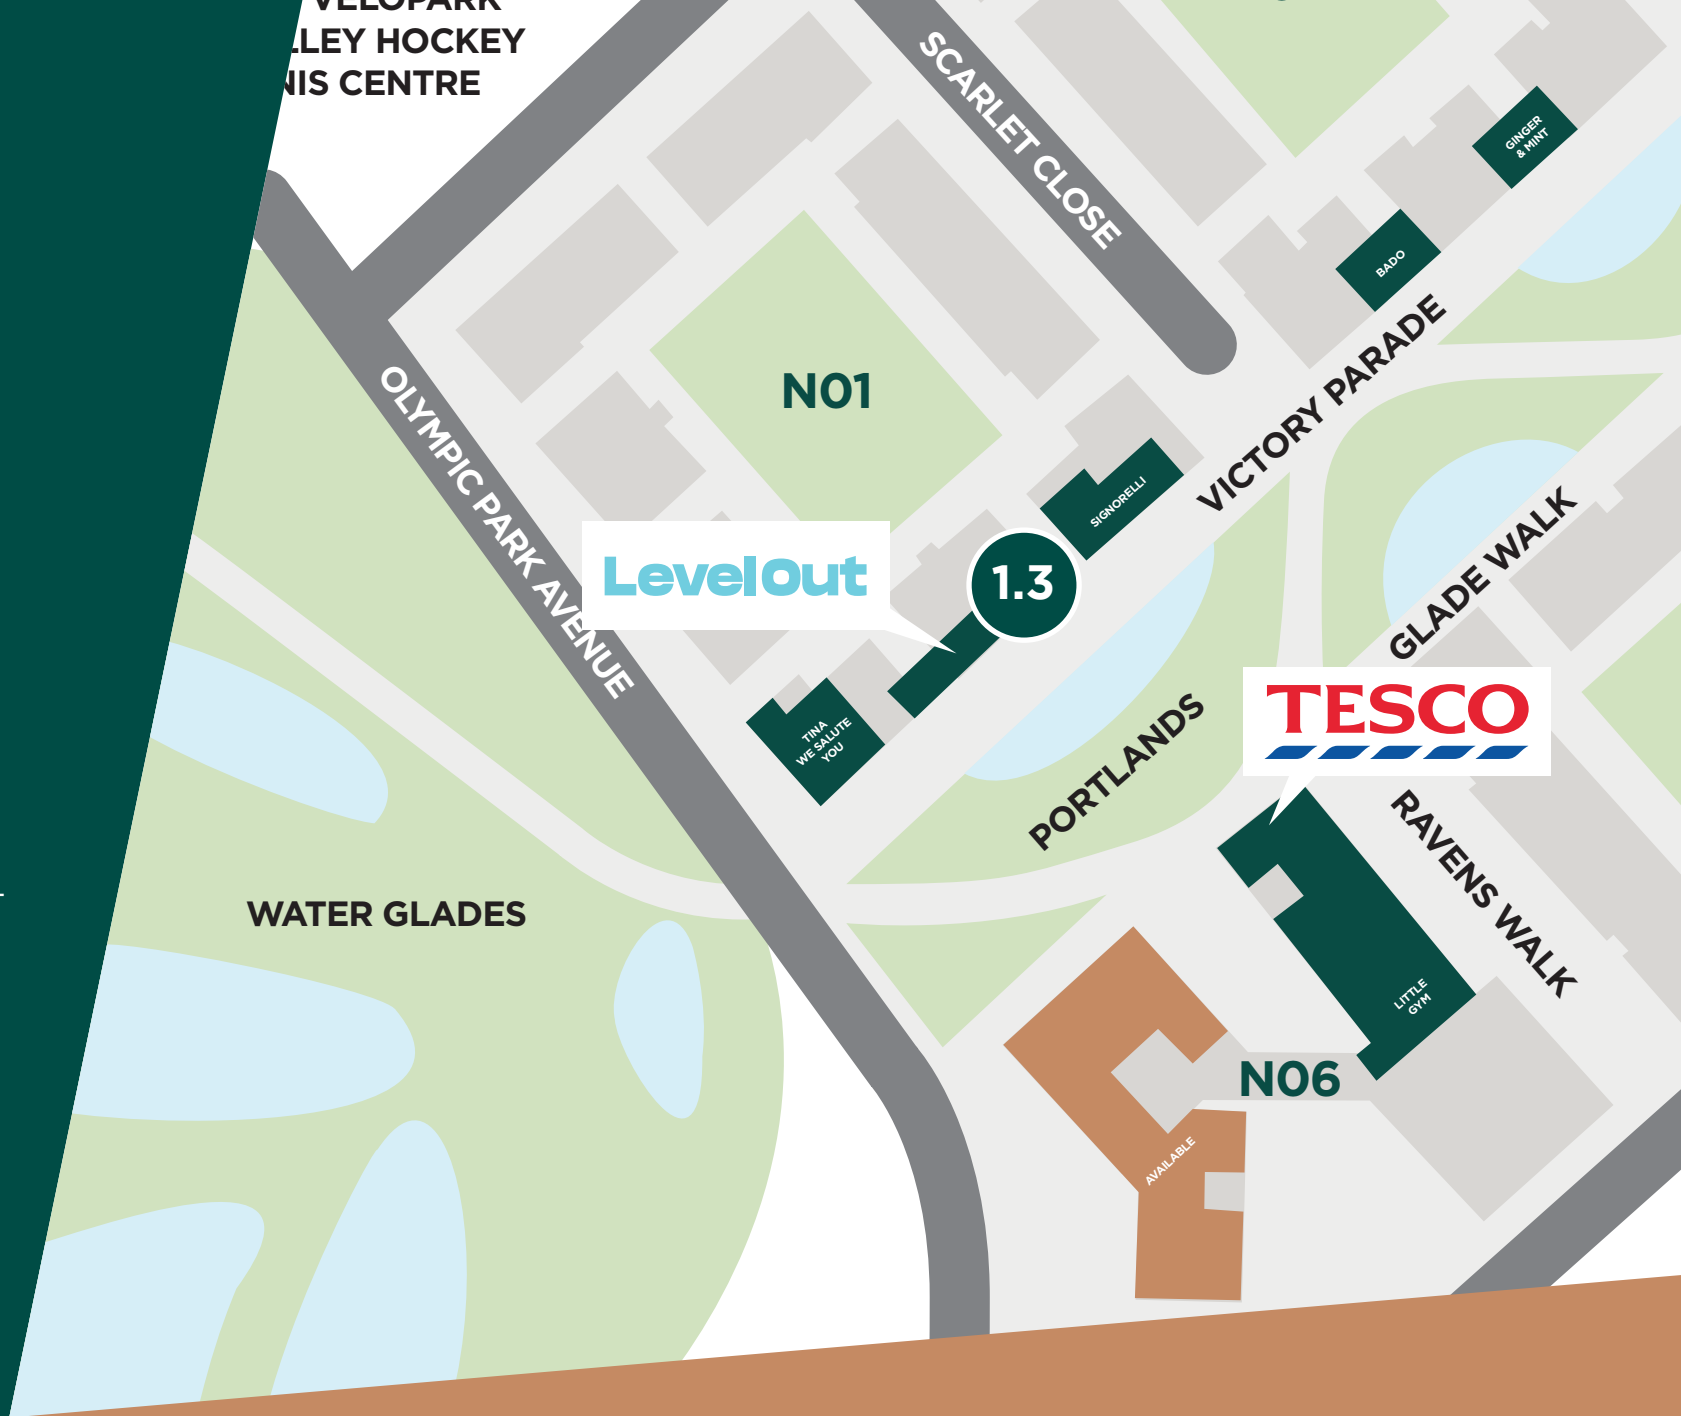 VELOPARK
LLEY HOCKEY
NIS CENTRE
SCARLET CLOSE
GINGER
& MINT
BADO
VICTORY PARADE
N01
OLYMPIC PARK AVENUE
SIGNORELLI
LevelOut
1.3
GLADE WALK
TINA
WE SALUTE
YOU
PORTLANDS
TESCO
RAVENS WALK
WATER GLADES
LITTLE
GYM
N06
AVAILABLE